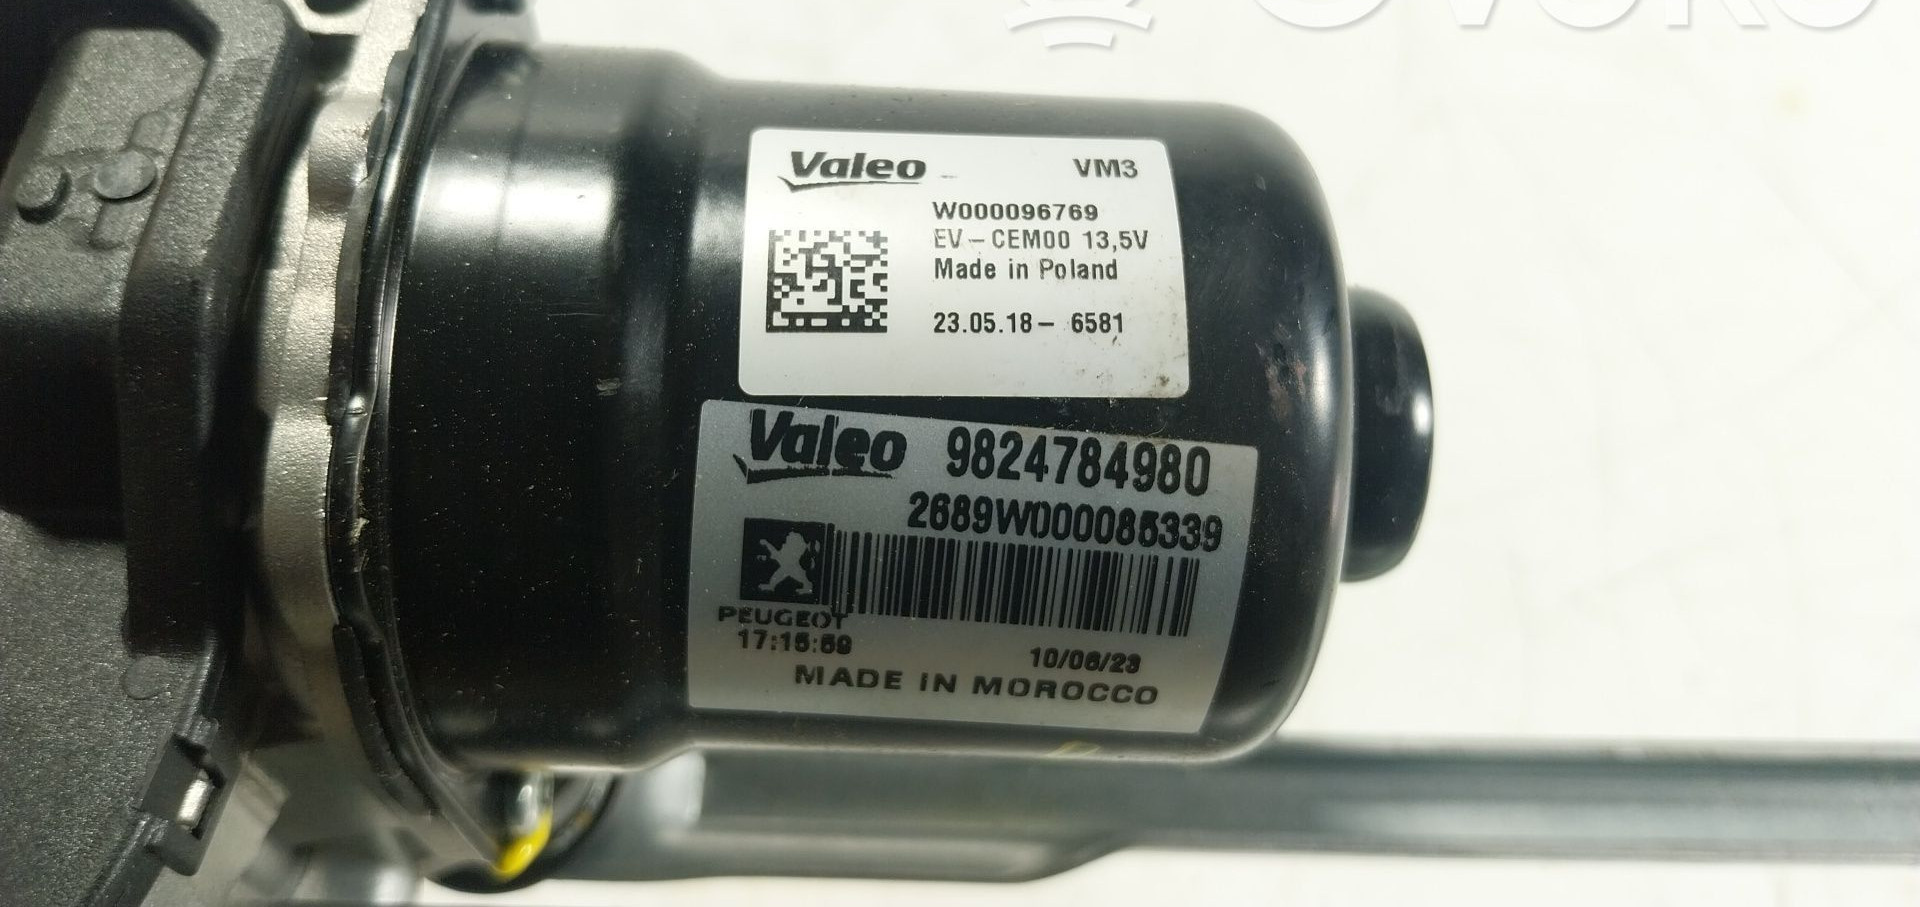 OVOKO
Valeo VM3
W000096769
EV-CEM00 13,5V
Made in Poland
23.05.18- 6581
Valeo 9824784980
2689W000085339
PEUGEOT
17:15:59 10/06/23
MADE IN MOROCCO